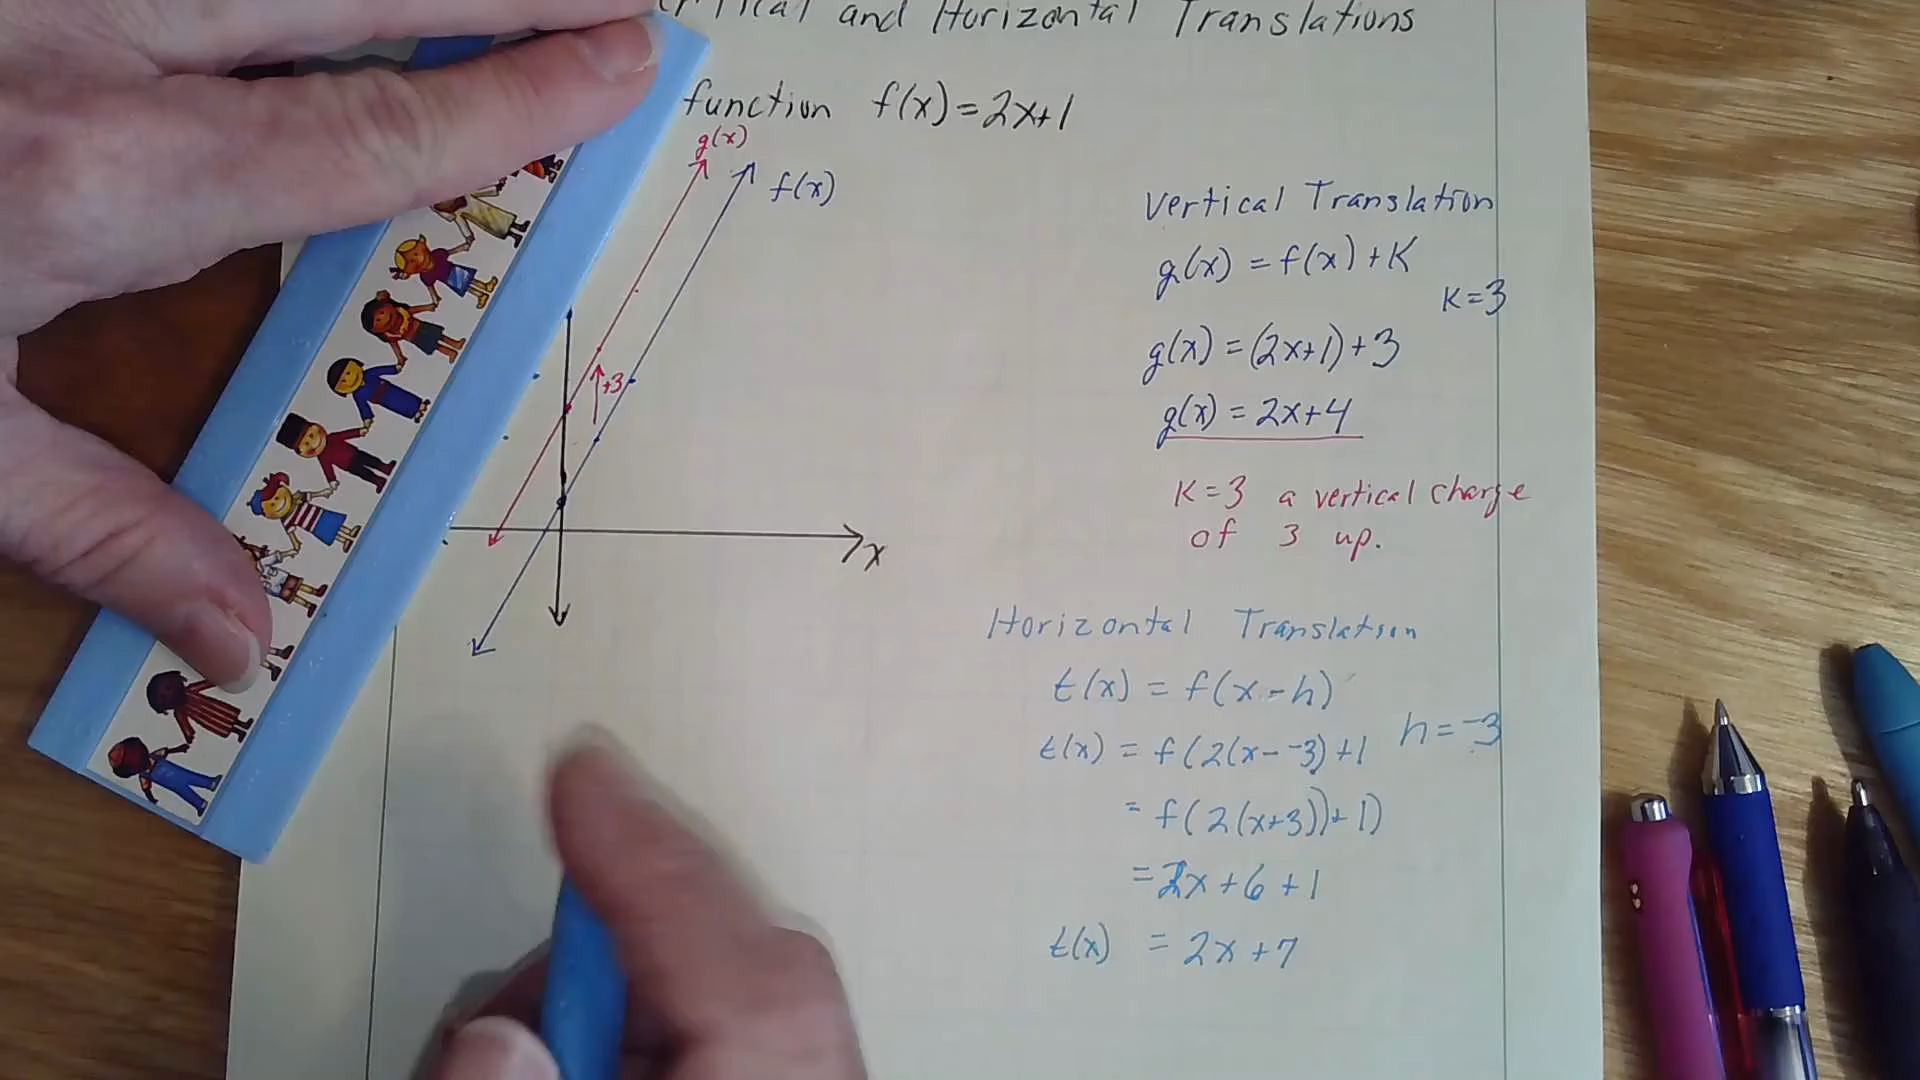 and Horizontal Translations
function f(x) = 2x+1
g(x)
f(x)
+3
x
Vertical Translation
g(x) = f(x) + K
K = 3
g(x) = (2x+1)+3
g(x) = 2x+4
K = 3 a vertical change
of 3 up.
Horizontal Translation
t(x) = f(x - h)
h = -3
t(x) = f(2(x - -3)+1
= f(2(x+3))+1)
= 2x + 6 + 1
t(x) = 2x + 7